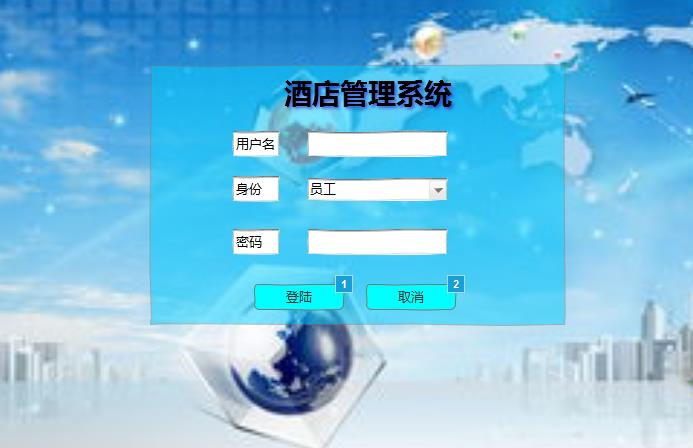 酒店管理系统
用户名
身份 员工
密码
登陆 1 取消 2